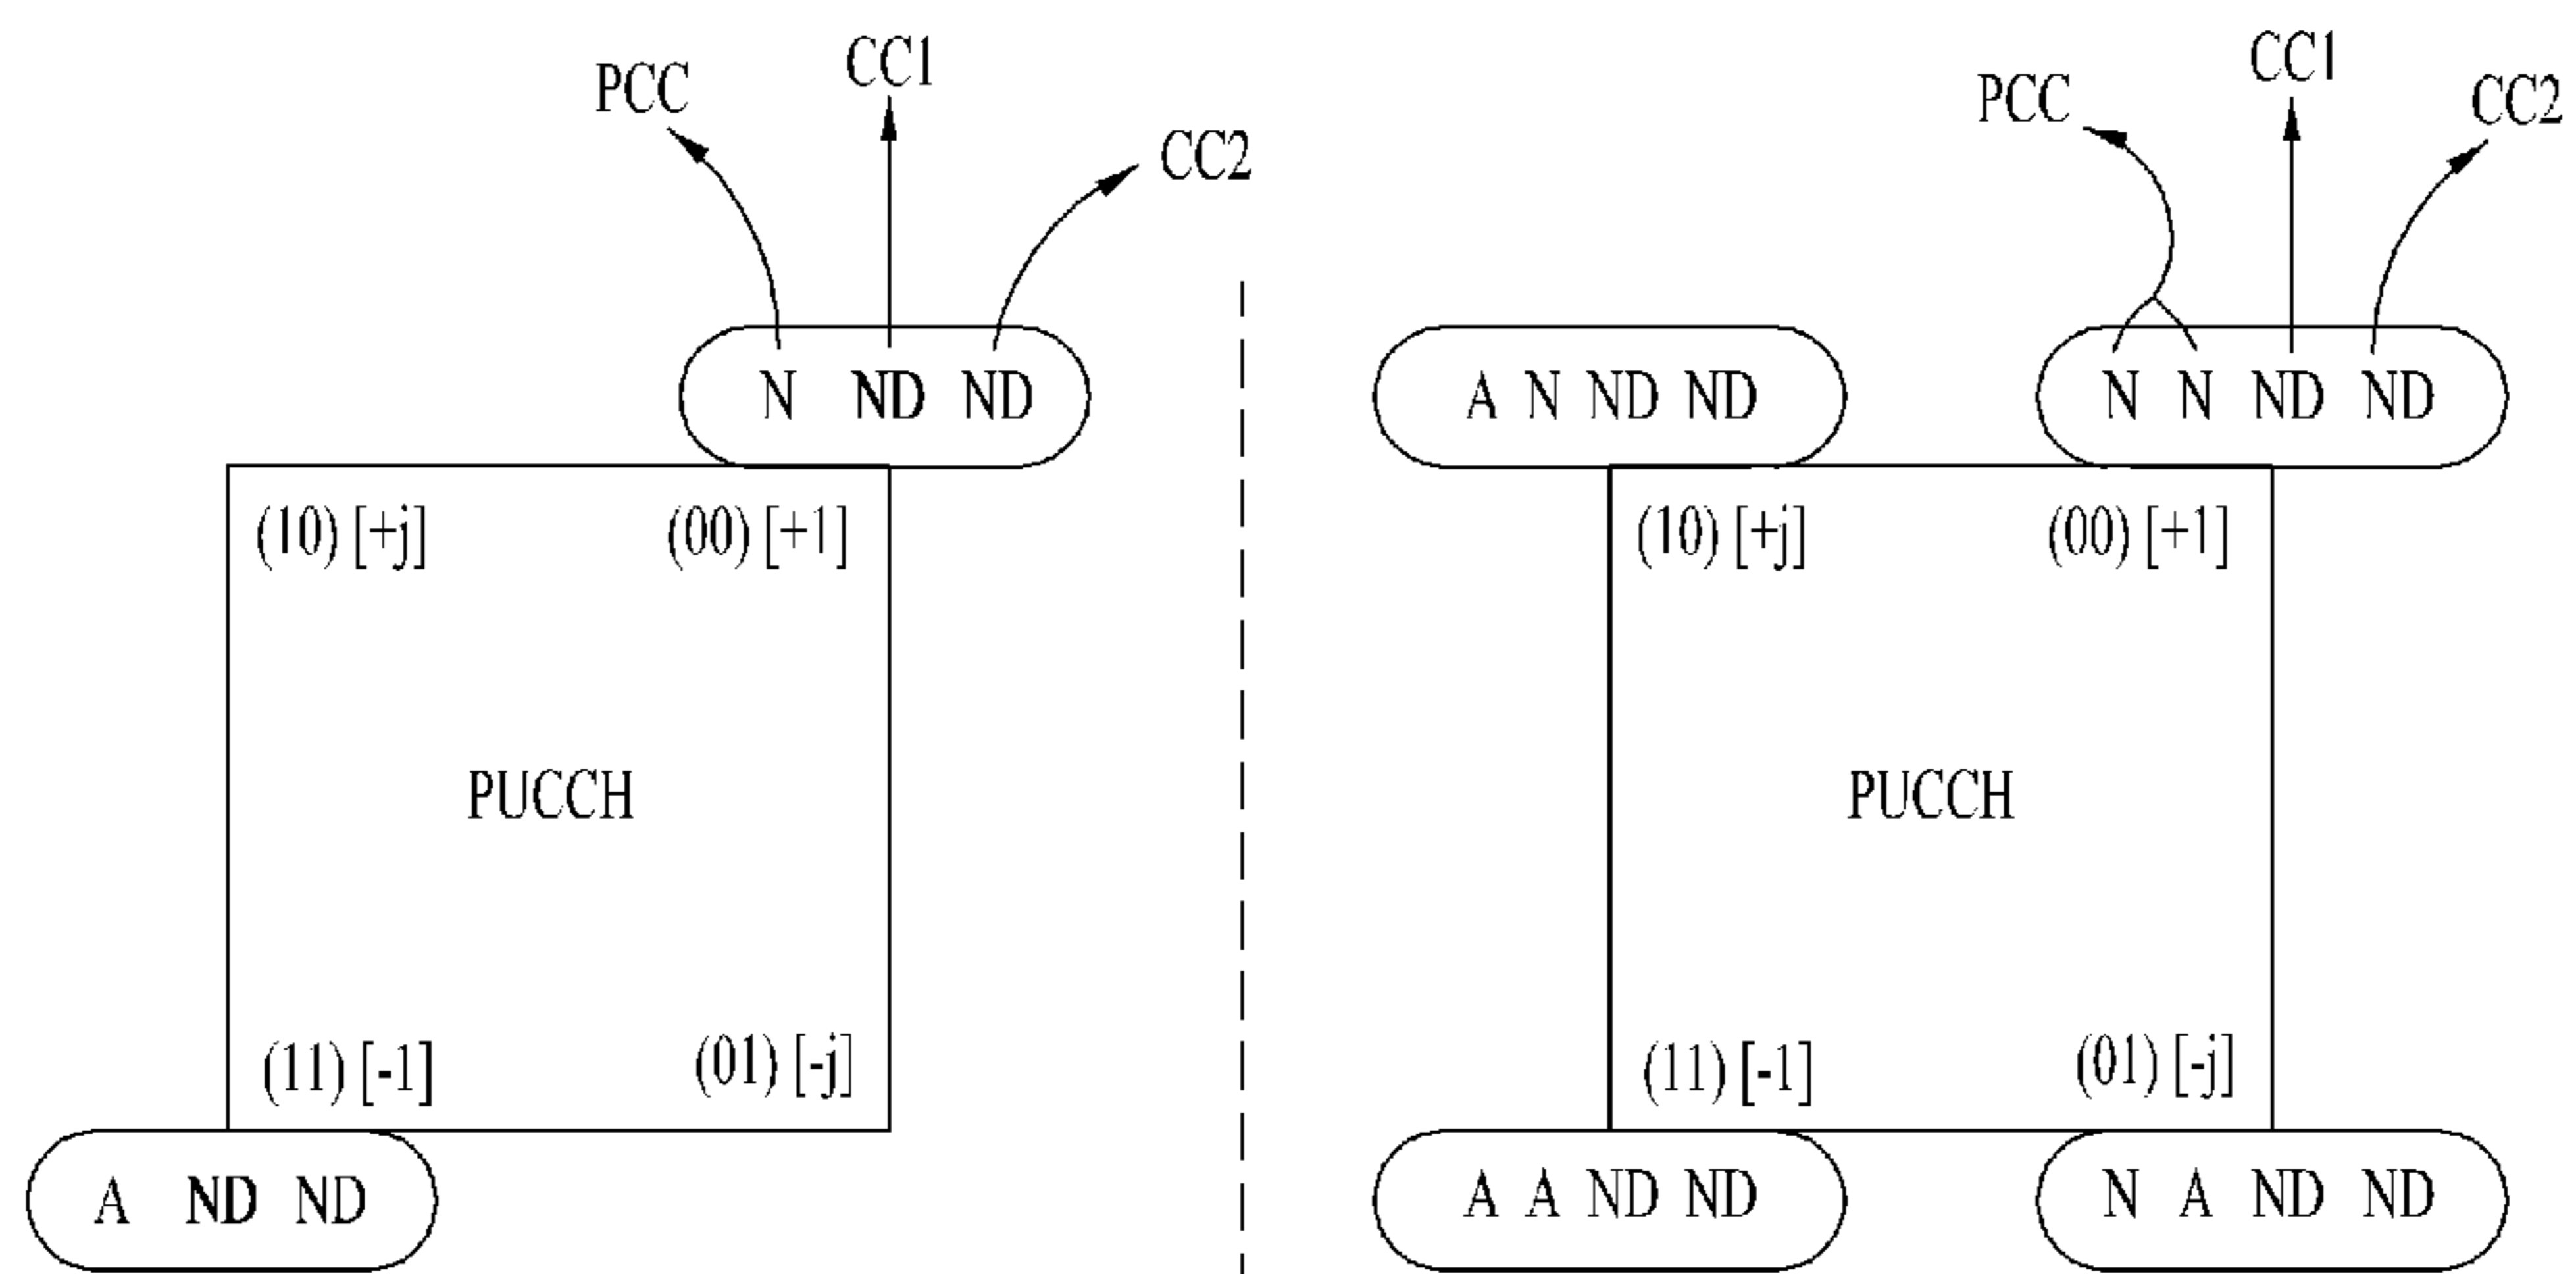 PCC CC1 CC2
N ND ND
(10) [+j] (00) [+1]
PUCCH
(11) [-1] (01) [-j]
A ND ND
PCC CC1 CC2
A N ND ND N N ND ND
(10) [+j] (00) [+1]
PUCCH
(11) [-1] (01) [-j]
A A ND ND N A ND ND